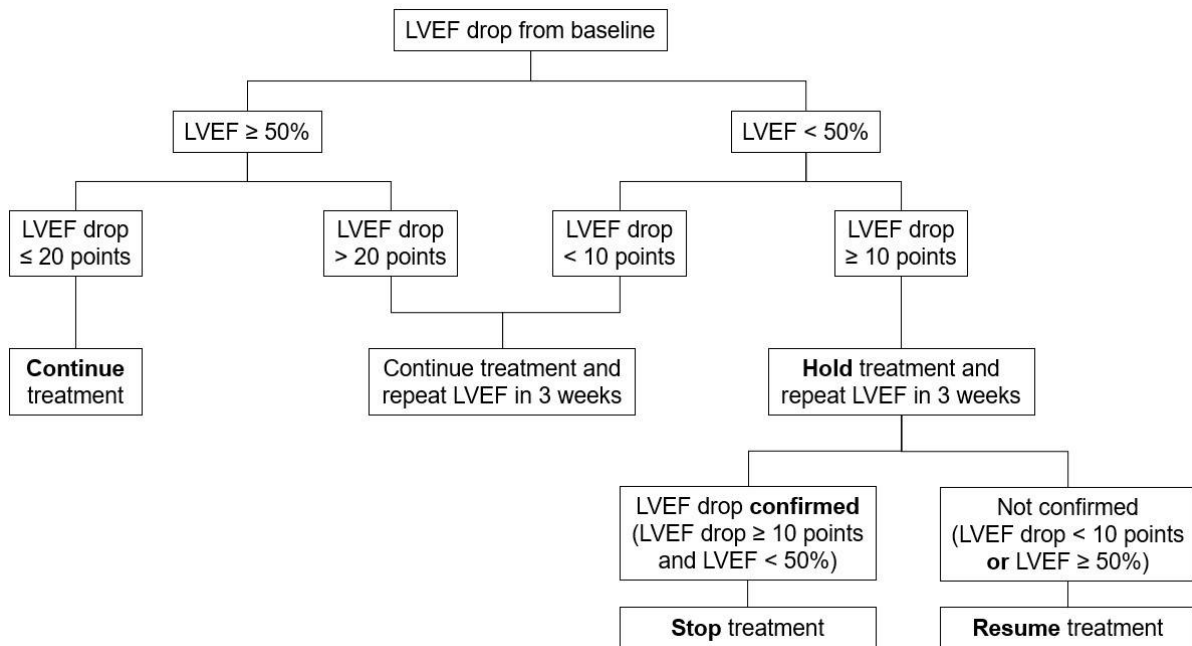 LVEF drop from baseline
LVEF ≥ 50%
LVEF < 50%
LVEF drop
≤ 20 points
LVEF drop
> 20 points
LVEF drop
< 10 points
LVEF drop
≥ 10 points
Continue
treatment
Continue treatment and
repeat LVEF in 3 weeks
Hold treatment and
repeat LVEF in 3 weeks
LVEF drop confirmed
(LVEF drop ≥ 10 points
and LVEF < 50%)
Not confirmed
(LVEF drop < 10 points
or LVEF ≥ 50%)
Stop treatment
Resume treatment